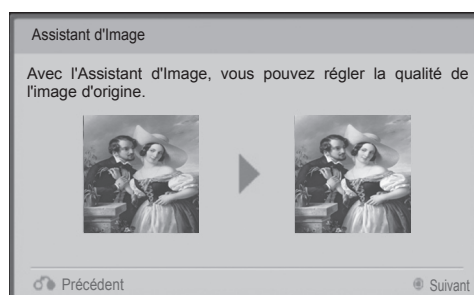 Assistant d'Image
Avec l'Assistant d'Image, vous pouvez régler la qualité de
l'image d'origine.
Précédent
Suivant